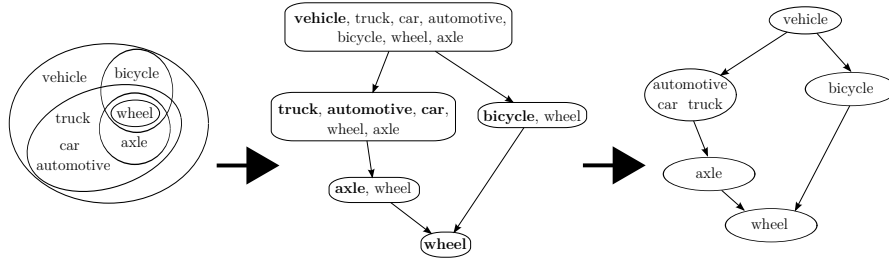 vehicle
bicycle
wheel
truck
axle
car
automotive
vehicle, truck, car, automotive,
bicycle, wheel, axle
truck, automotive, car,
wheel, axle
bicycle, wheel
axle, wheel
wheel
vehicle
automotive
car truck
bicycle
axle
wheel